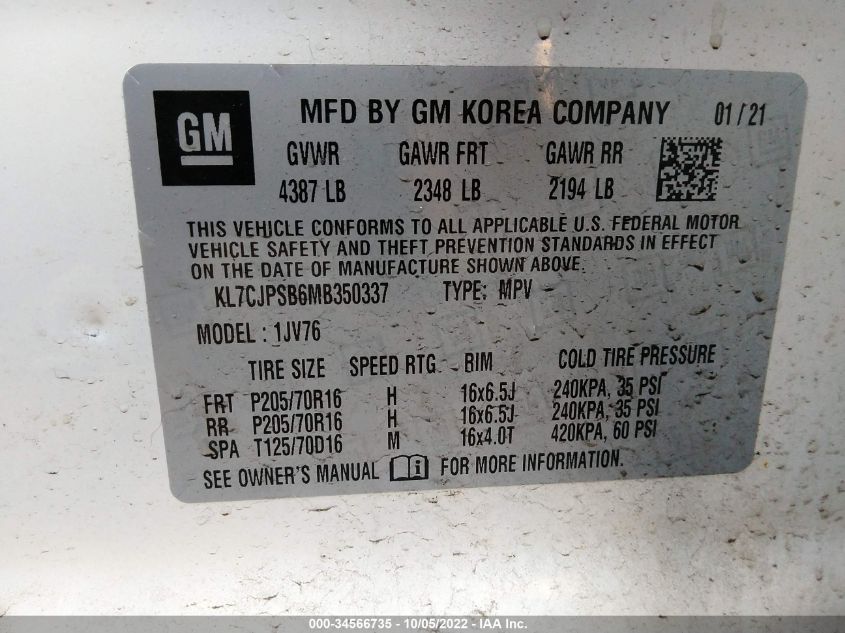 GM
MFD BY GM KOREA COMPANY 01/21
GVWR GAWR FRT GAWR RR
4387 LB 2348 LB 2194 LB
THIS VEHICLE CONFORMS TO ALL APPLICABLE U.S. FEDERAL MOTOR
VEHICLE SAFETY AND THEFT PREVENTION STANDARDS IN EFFECT
ON THE DATE OF MANUFACTURE SHOWN ABOVE.
KL7CJPSB6MB350337 TYPE: MPV
MODEL: 1JV76
TIRE SIZE SPEED RTG RIM COLD TIRE PRESSURE
FRT P205/70R16 H 16x6.5J 240KPA, 35 PSI
RR P205/70R16 H 16x6.5J 240KPA, 35 PSI
SPA T125/70D16 M 16x4.0T 420KPA, 60 PSI
SEE OWNER'S MANUAL FOR MORE INFORMATION.
000-34566735 - 10/05/2022 - IAA Inc.